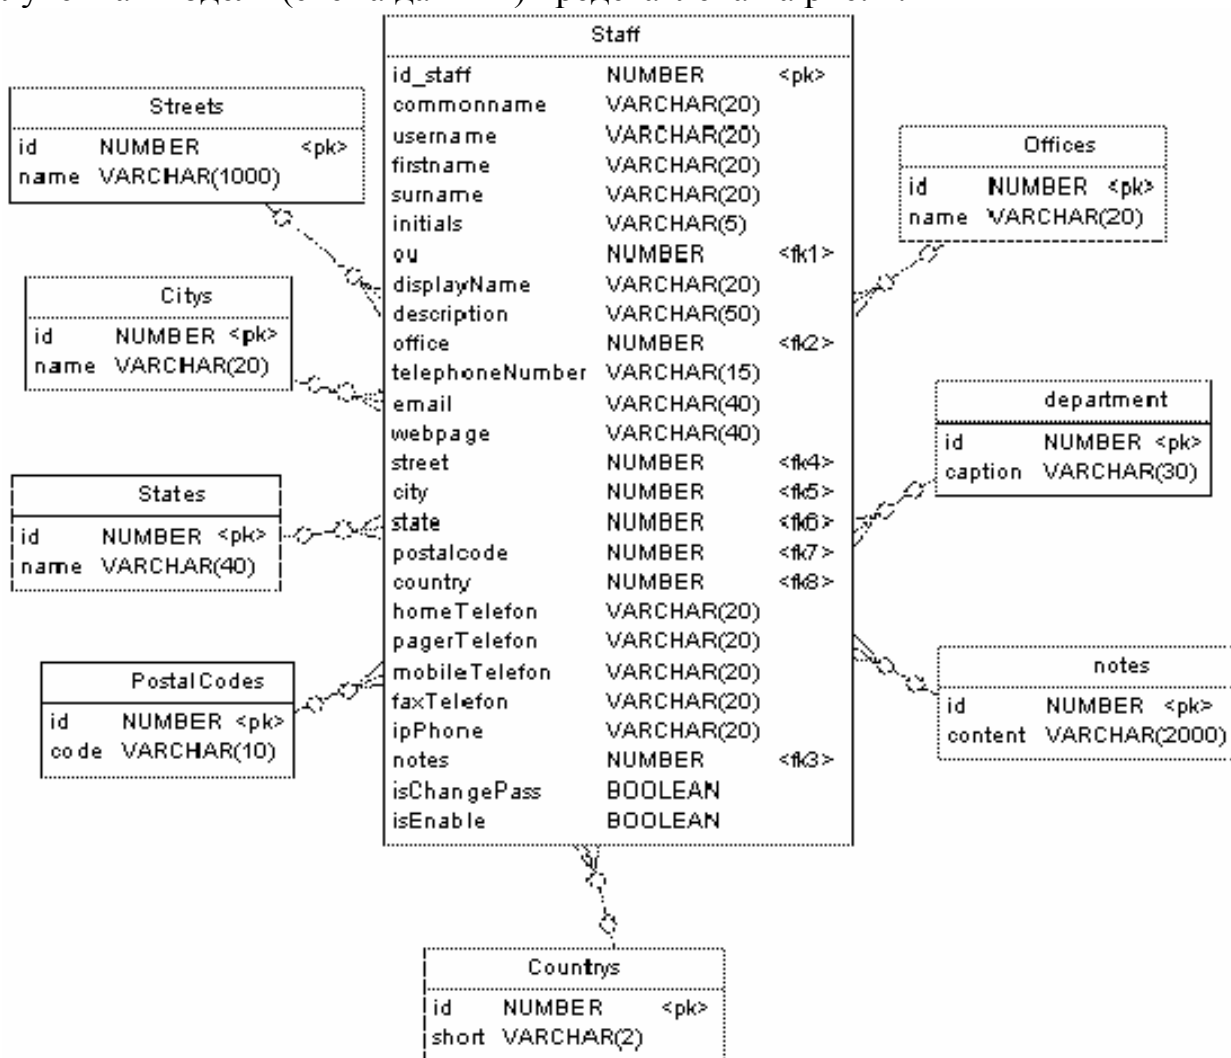 Staff
id_staff NUMBER <pk>
commonname VARCHAR(20)
username VARCHAR(20)
firstname VARCHAR(20)
surname VARCHAR(20)
initials VARCHAR(5)
ou NUMBER <fk1>
displayName VARCHAR(20)
description VARCHAR(50)
office NUMBER <fk2>
telephoneNumber VARCHAR(15)
email VARCHAR(40)
webpage VARCHAR(40)
street NUMBER <fk4>
city NUMBER <fk5>
state NUMBER <fk6>
postalcode NUMBER <fk7>
country NUMBER <fk8>
homeTelefon VARCHAR(20)
pagerTelefon VARCHAR(20)
mobileTelefon VARCHAR(20)
faxTelefon VARCHAR(20)
ipPhone VARCHAR(20)
notes NUMBER <fk3>
isChangePass BOOLEAN
isEnable BOOLEAN
Streets
id NUMBER <pk>
name VARCHAR(1000)
Citys
id NUMBER <pk>
name VARCHAR(20)
States
id NUMBER <pk>
name VARCHAR(40)
PostalCodes
id NUMBER <pk>
code VARCHAR(10)
Offices
id NUMBER <pk>
name VARCHAR(20)
department
id NUMBER <pk>
caption VARCHAR(30)
notes
id NUMBER <pk>
content VARCHAR(2000)
Countrys
id NUMBER <pk>
short VARCHAR(2)